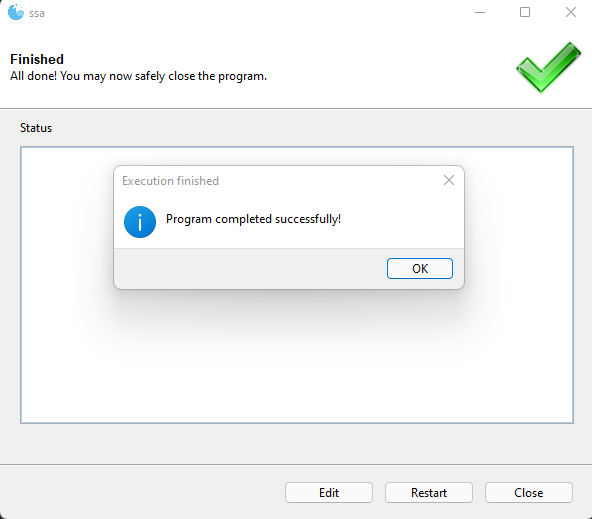 ssa
Finished
All done! You may now safely close the program.
Status
Execution finished
Program completed successfully!
OK
Edit
Restart
Close